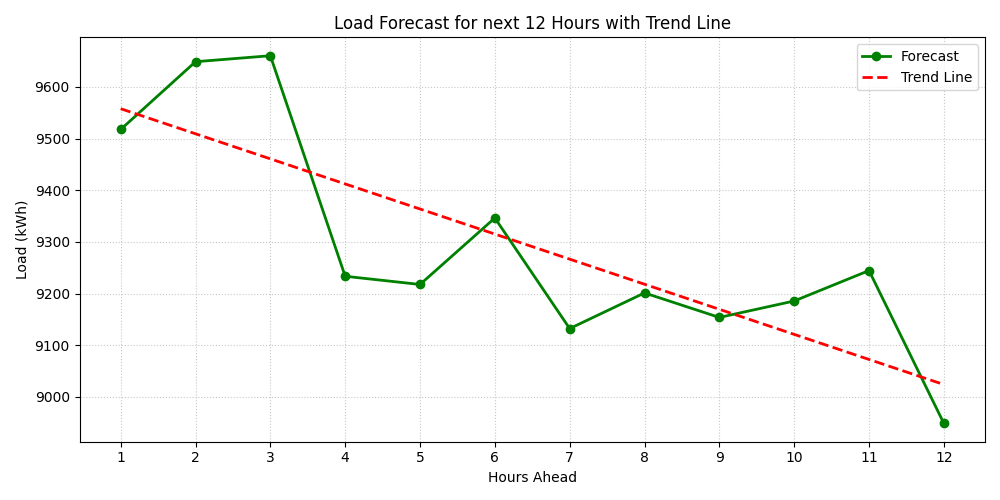 Load Forecast for next 12 Hours with Trend Line
Forecast
Trend Line
Load (kWh)
9600
9500
9400
9300
9200
9100
9000
1 2 3 4 5 6 7 8 9 10 11 12
Hours Ahead